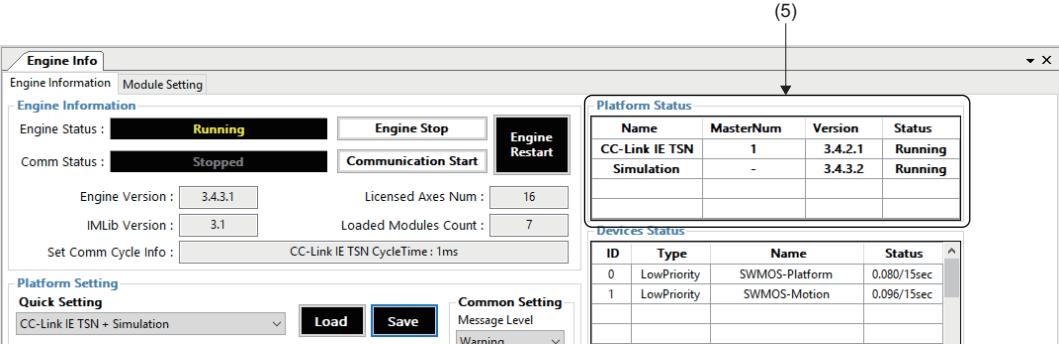 (5)
Engine Info
Engine Information Module Setting
Engine Information
Engine Status : Running Engine Stop Engine Restart
Comm Status : Stopped Communication Start
Engine Version : 3.4.3.1 Licensed Axes Num : 16
IMLib Version : 3.1 Loaded Modules Count : 7
Set Comm Cycle Info : CC-Link IE TSN CycleTime : 1ms
Platform Setting
Quick Setting
CC-Link IE TSN + Simulation Load Save
Common Setting
Message Level
Warning
Platform Status
Name MasterNum Version Status
CC-Link IE TSN 1 3.4.2.1 Running
Simulation - 3.4.3.2 Running
Devices Status
ID Type Name Status
0 LowPriority SWMOS-Platform 0.080/15sec
1 LowPriority SWMOS-Motion 0.096/15sec